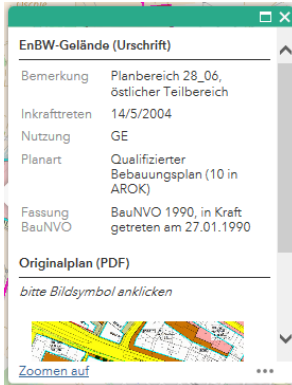 EnBW-Gelände (Urschrift)
Bemerkung Planbereich 28_06,
östlicher Teilbereich
Inkrafttreten 14/5/2004
Nutzung GE
Planart Qualifizierter
Bebauungsplan (10 in
AROK)
Fassung BauNVO 1990, in Kraft
BauNVO getreten am 27.01.1990
Originalplan (PDF)
bitte Bildsymbol anklicken
Zoomen auf